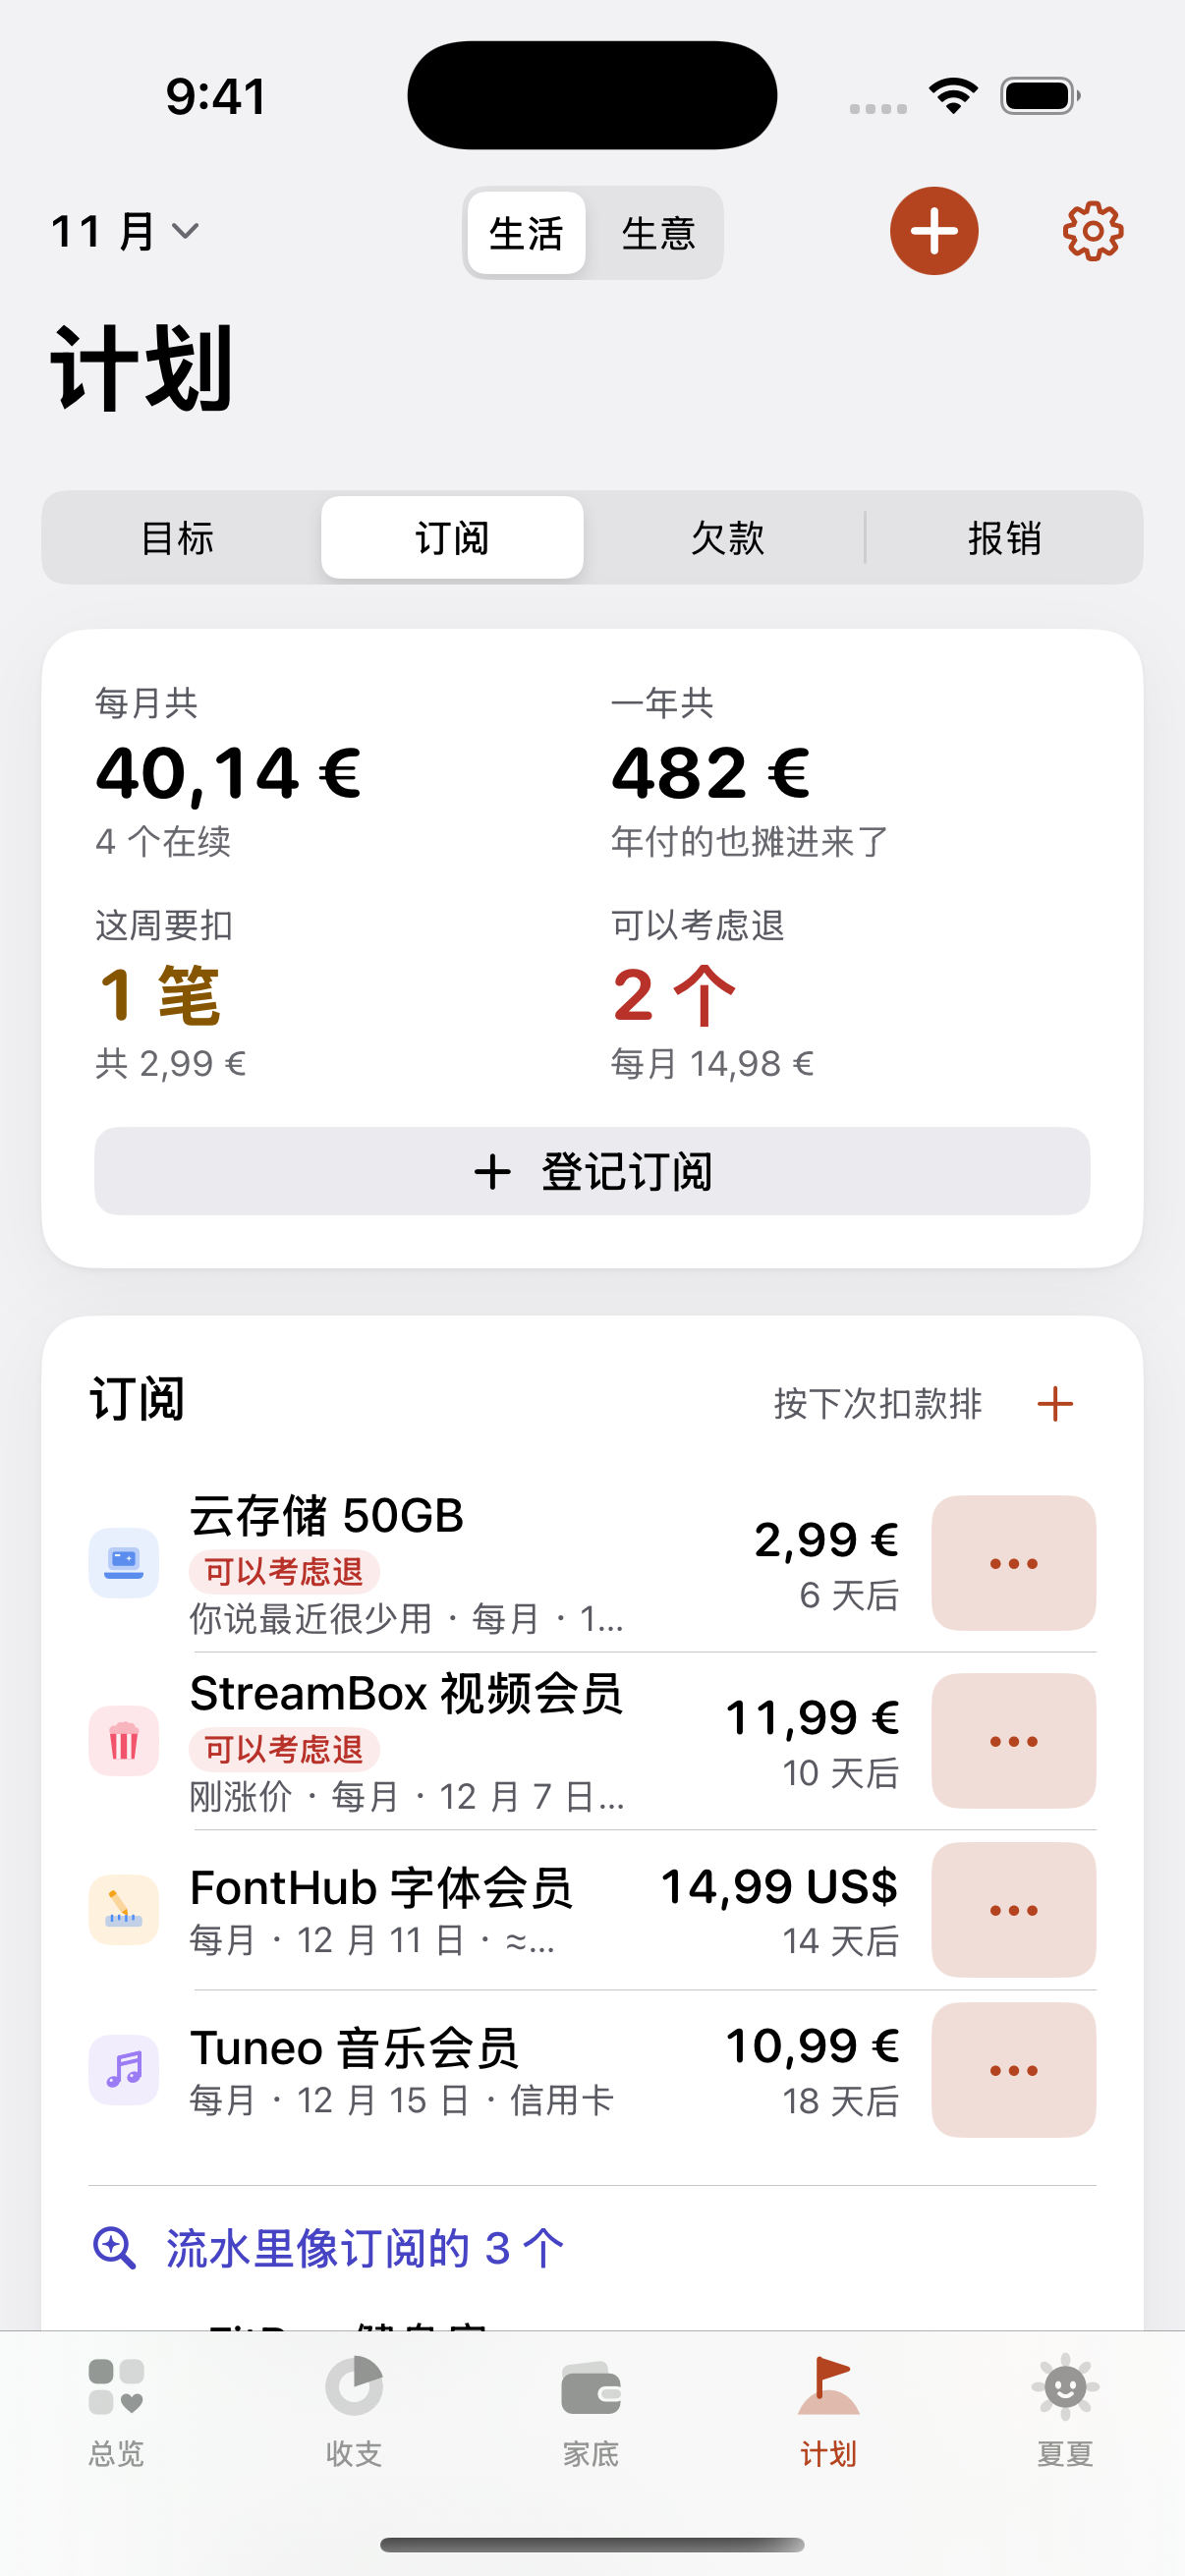 9:41
11 月
生活 生意
计划
目标 订阅 欠款 报销
每月共 一年共
40,14 € 482 €
4 个在续 年付的也摊进来了
这周要扣 可以考虑退
1 笔 2 个
共 2,99 € 每月 14,98 €
+ 登记订阅
订阅 按下次扣款排 +
云存储 50GB
可以考虑退
你说最近很少用 · 每月 · 1...
2,99 €
6 天后
StreamBox 视频会员
可以考虑退
刚涨价 · 每月 · 12 月 7 日...
11,99 €
10 天后
FontHub 字体会员
每月 · 12 月 11 日 · ≈...
14,99 US$
14 天后
Tuneo 音乐会员
每月 · 12 月 15 日 · 信用卡
10,99 €
18 天后
流水里像订阅的 3 个
总览 收支 家底 计划 夏夏